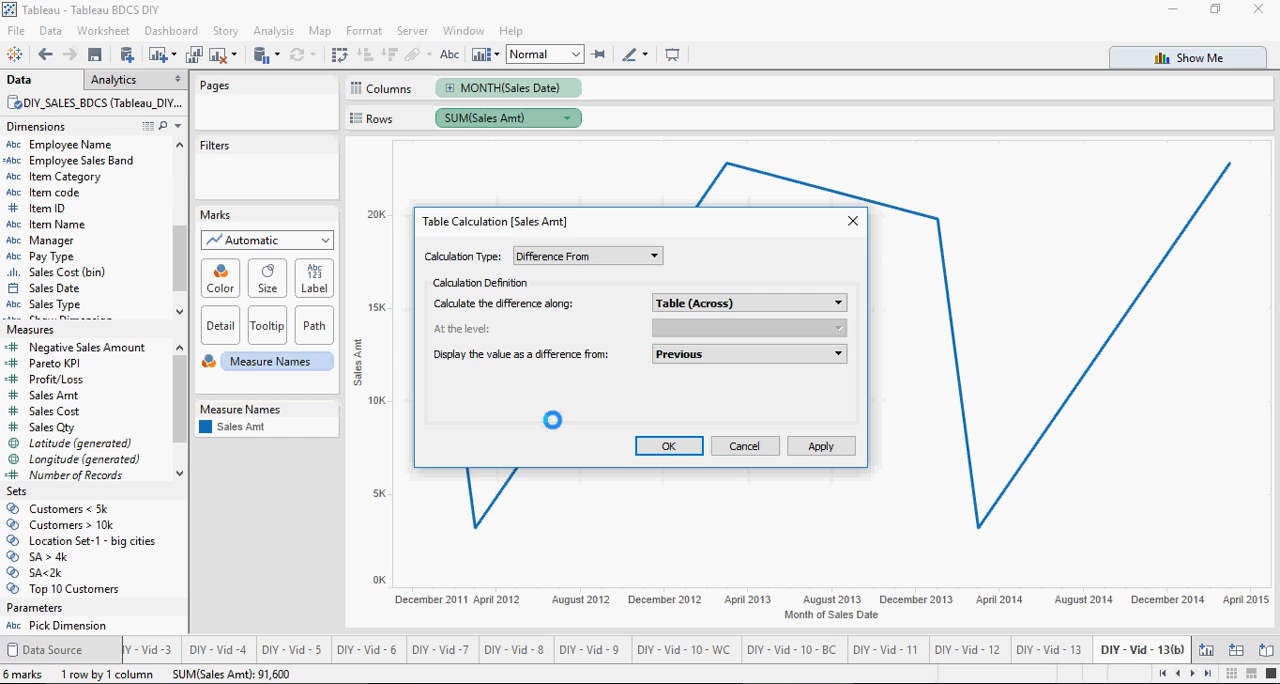 Tableau - Tableau BDCS DIY
File Data Worksheet Dashboard Story Analysis Map Format Server Window Help
Abc Normal Show Me
Data Analytics
DIY_SALES_BDCS (Tableau_DIY...
Dimensions
Abc Employee Name
=Abc Employee Sales Band
Abc Item Category
Abc Item code
# Item ID
Abc Item Name
Abc Manager
Abc Pay Type
Sales Cost (bin)
Sales Date
Abc Sales Type
Measures
=# Negative Sales Amount
=# Pareto KPI
=# Profit/Loss
# Sales Amt
# Sales Cost
# Sales Qty
Latitude (generated)
Longitude (generated)
=# Number of Records
Sets
Customers < 5k
Customers > 10k
Location Set-1 - big cities
SA > 4k
SA<2k
Top 10 Customers
Parameters
Abc Pick Dimension
Pages
Filters
Marks
Automatic
Color Size Abc 123 Label
Detail Tooltip Path
Measure Names
Measure Names
Sales Amt
Columns MONTH(Sales Date)
Rows SUM(Sales Amt)
20K
15K
10K
5K
0K
Sales Amt
Table Calculation [Sales Amt]
Calculation Type: Difference From
Calculation Definition
Calculate the difference along: Table (Across)
At the level:
Display the value as a difference from: Previous
OK Cancel Apply
December 2011 April 2012 August 2012 December 2012 April 2013 August 2013 December 2013 April 2014 August 2014 December 2014 April 2015
Month of Sales Date
Data Source Y - Vid -3 DIY - Vid -4 DIY - Vid - 5 DIY - Vid - 6 DIY - Vid -7 DIY - Vid - 8 DIY - Vid - 9 DIY - Vid - 10 - WC DIY - Vid - 10 - BC DIY - Vid - 11 DIY - Vid - 12 DIY - Vid - 13 DIY - Vid - 13(b)
6 marks 1 row by 1 column SUM(Sales Amt): 91,600